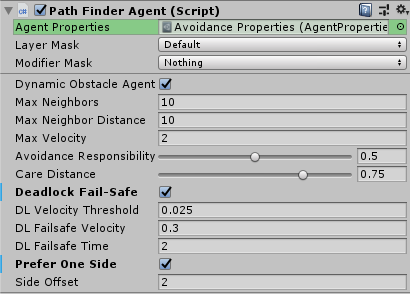 Path Finder Agent (Script)
Agent Properties Avoidance Properties (AgentPropertie
Layer Mask Default
Modifier Mask Nothing
Dynamic Obstacle Agent
Max Neighbors 10
Max Neighbor Distance 10
Max Velocity 2
Avoidance Responsibility 0.5
Care Distance 0.75
Deadlock Fail-Safe
DL Velocity Threshold 0.025
DL Failsafe Velocity 0.3
DL Failsafe Time 2
Prefer One Side
Side Offset 2